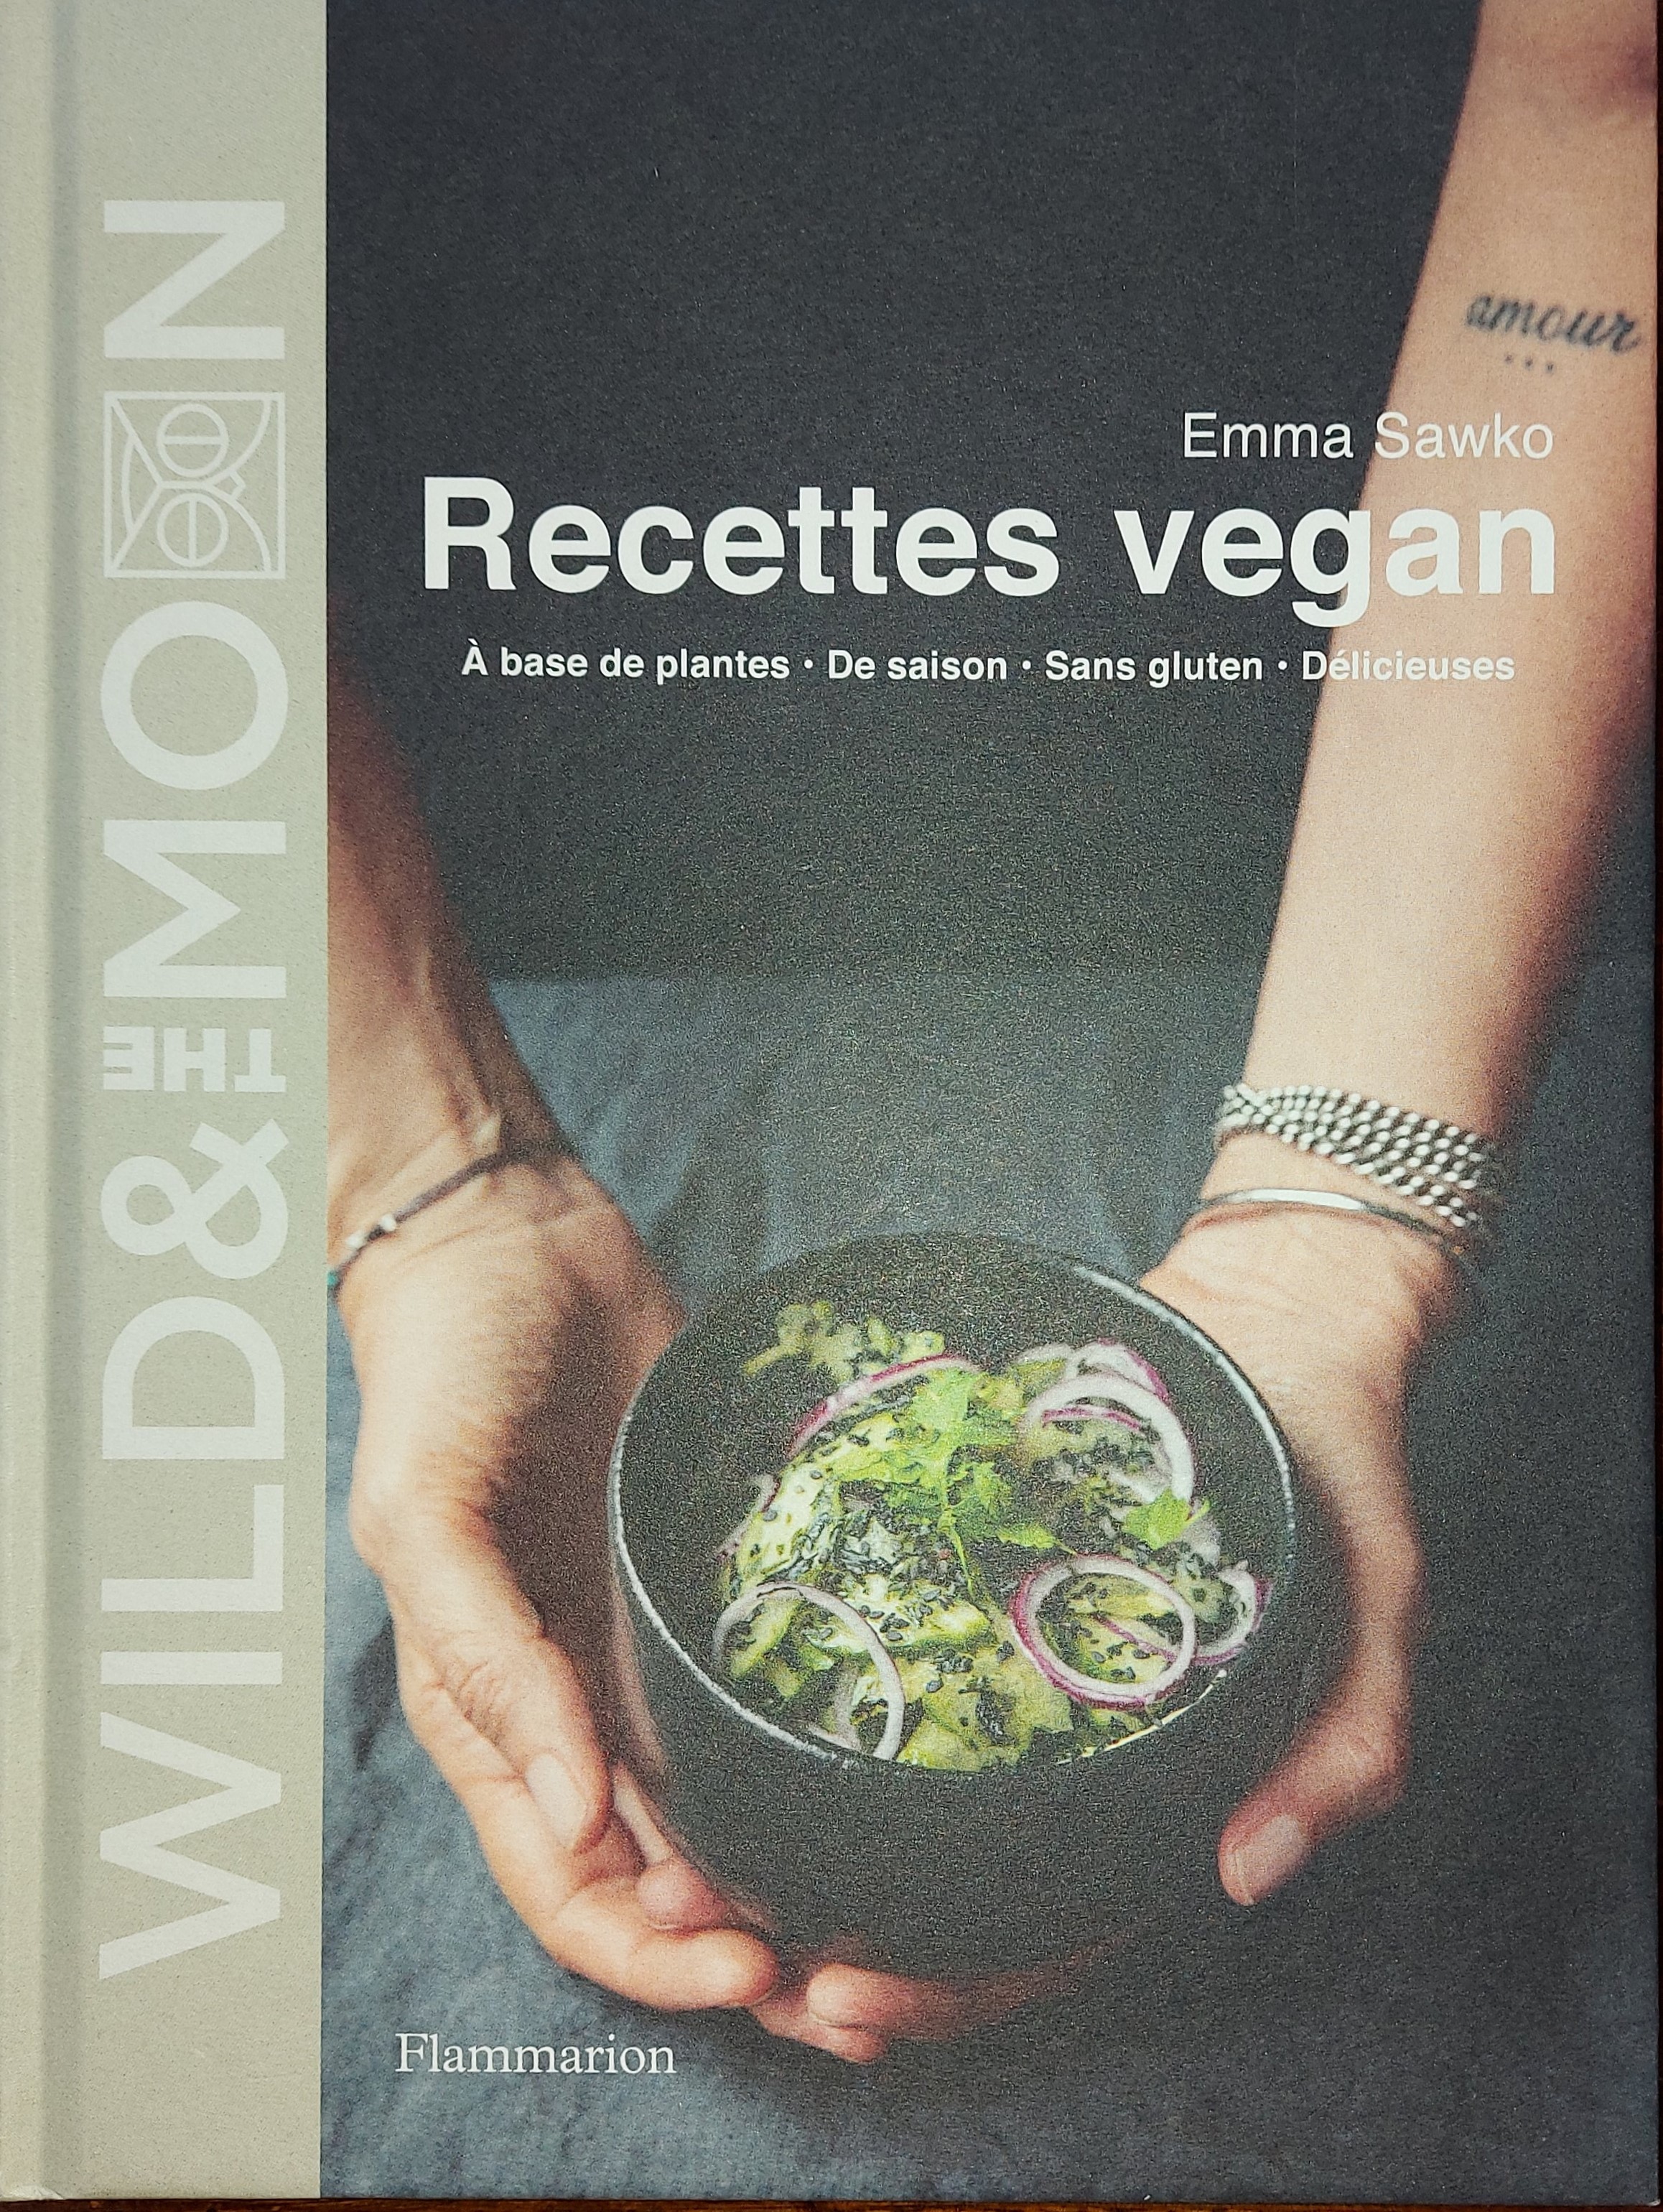 WILD & THE MOON
amour
Emma Sawko
Recettes vegan
À base de plantes • De saison • Sans gluten • Délicieuses
Flammarion